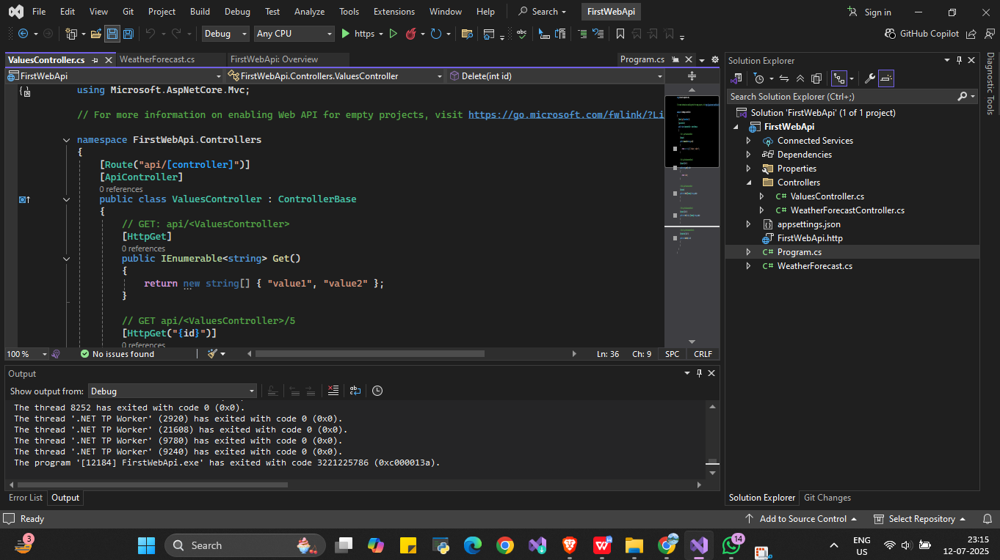 File Edit View Git Project Build Debug Test Analyze Tools Extensions Window Help Search FirstWebApi Sign in
Debug Any CPU https GitHub Copilot
ValuesController.cs WeatherForecast.cs FirstWebApi: Overview Program.cs
FirstWebApi FirstWebApi.Controllers.ValuesController Delete(int id)
using Microsoft.AspNetCore.Mvc;
// For more information on enabling Web API for empty projects, visit https://go.microsoft.com/fwlink/?Li
namespace FirstWebApi.Controllers
{
[Route("api/[controller]")]
[ApiController]
0 references
public class ValuesController : ControllerBase
{
// GET: api/<ValuesController>
[HttpGet]
0 references
public IEnumerable<string> Get()
{
return new string[] { "value1", "value2" };
}
// GET api/<ValuesController>/5
[HttpGet("{id}")]
0 references
100 % No issues found Ln: 36 Ch: 9 SPC CRLF
Output
Show output from: Debug
The thread 8252 has exited with code 0 (0x0).
The thread '.NET TP Worker' (2920) has exited with code 0 (0x0).
The thread '.NET TP Worker' (21608) has exited with code 0 (0x0).
The thread '.NET TP Worker' (9780) has exited with code 0 (0x0).
The thread '.NET TP Worker' (9240) has exited with code 0 (0x0).
The program '[12184] FirstWebApi.exe' has exited with code 3221225786 (0xc000013a).
Error List Output
Solution Explorer
Search Solution Explorer (Ctrl+;)
Solution 'FirstWebApi' (1 of 1 project)
FirstWebApi
Connected Services
Dependencies
Properties
Controllers
C# ValuesController.cs
C# WeatherForecastController.cs
appsettings.json
FirstWebApi.http
C# Program.cs
C# WeatherForecast.cs
Solution Explorer Git Changes
Diagnostic Tools
Ready Add to Source Control Select Repository
3 Search 14 ENG 23:15
US 12-07-2025